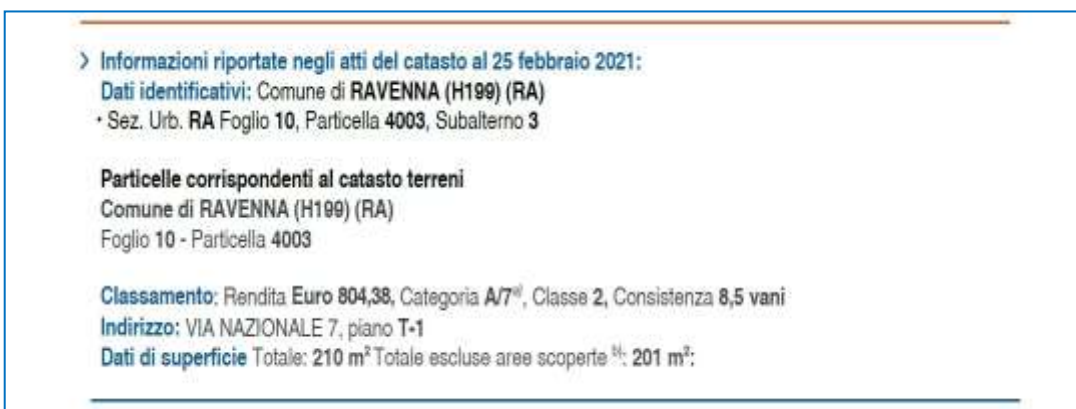 › Informazioni riportate negli atti del catasto al 25 febbraio 2021:
Dati identificativi: Comune di RAVENNA (H199) (RA)
• Sez. Urb. RA Foglio 10, Particella 4003, Subalterno 3
Particelle corrispondenti al catasto terreni
Comune di RAVENNA (H199) (RA)
Foglio 10 - Particella 4003
Classamento: Rendita Euro 804,38, Categoria A/7a), Classe 2, Consistenza 8,5 vani
Indirizzo: VIA NAZIONALE 7, piano T-1
Dati di superficie Totale: 210 m² Totale escluse aree scoperte b): 201 m²: